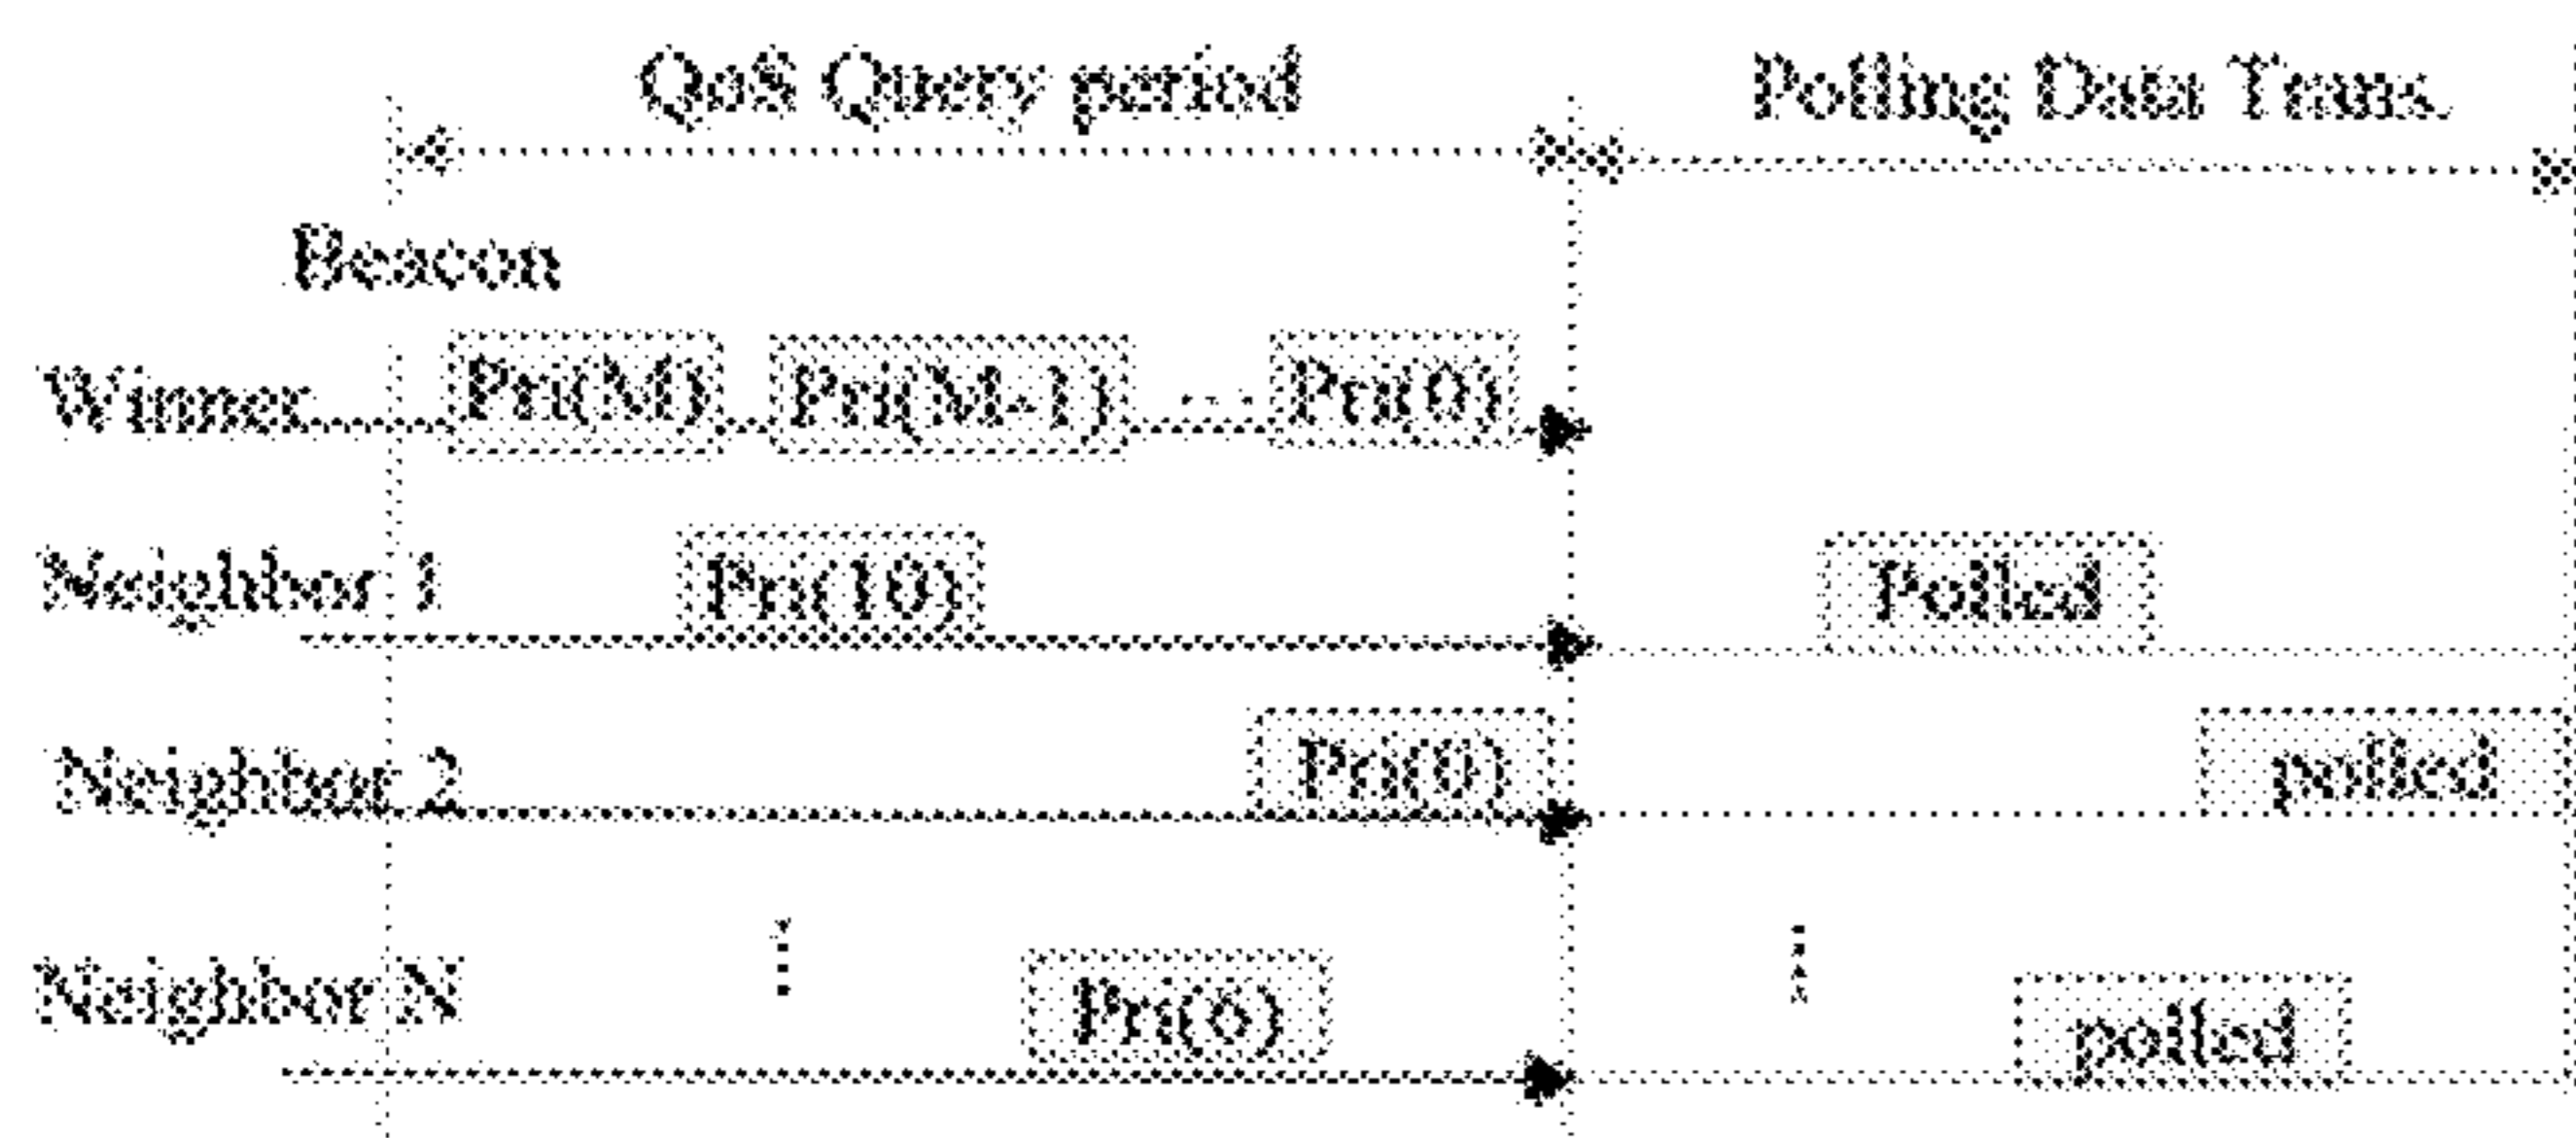 QoS Query period Polling Data Trans.
Beacon
Winner Pri(M) Pri(M-1) ... Pri(0)
Neighbor 1 Pri(10) Polled
Neighbor 2 Pri(0) polled
Neighbor N Pri(6) polled